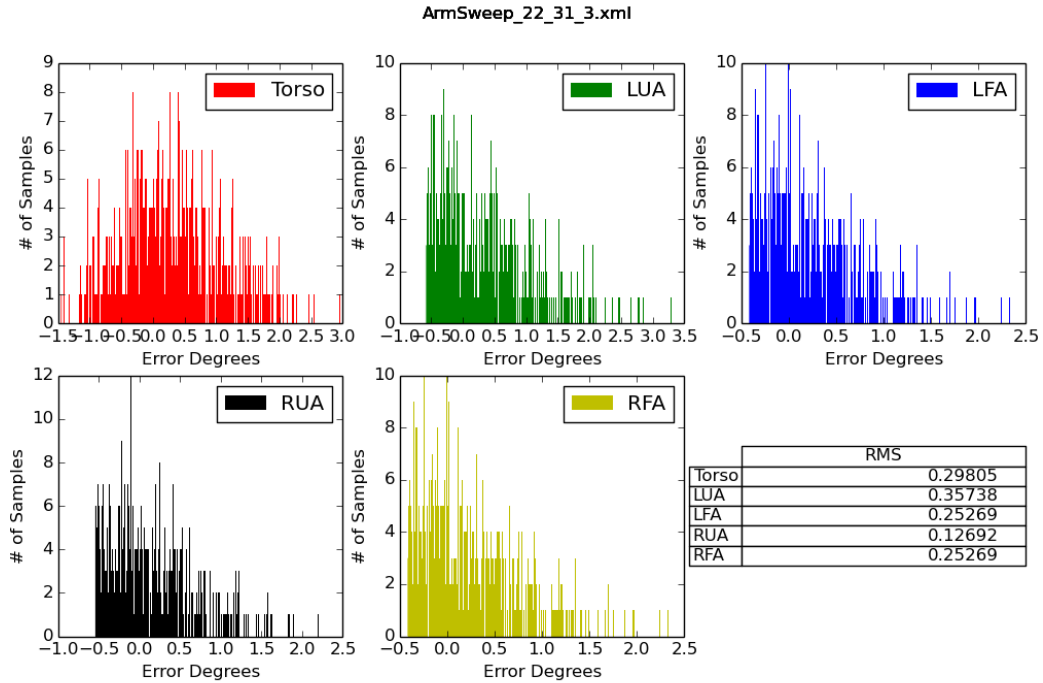 ArmSweep_22_31_3.xml
Torso
# of Samples
9
8
7
6
5
4
3
2
1
0
−1.5 −1.0 −0.5 0.0 0.5 1.0 1.5 2.0 2.5 3.0
Error Degrees
LUA
# of Samples
10
8
6
4
2
0
−1.0 −0.5 0.0 0.5 1.0 1.5 2.0 2.5 3.0 3.5
Error Degrees
LFA
# of Samples
10
8
6
4
2
0
−0.5 0.0 0.5 1.0 1.5 2.0 2.5
Error Degrees
RUA
# of Samples
12
10
8
6
4
2
0
−1.0 −0.5 0.0 0.5 1.0 1.5 2.0 2.5
Error Degrees
RFA
# of Samples
10
8
6
4
2
0
−0.5 0.0 0.5 1.0 1.5 2.0 2.5
Error Degrees
RMS
Torso 0.29805
LUA 0.35738
LFA 0.25269
RUA 0.12692
RFA 0.25269